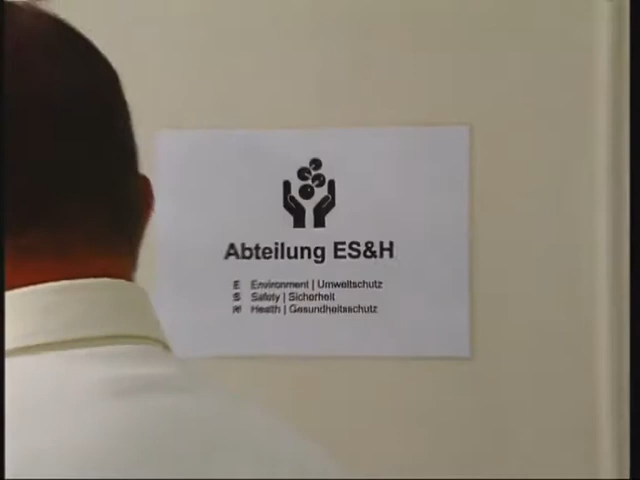 Abteilung ES&H
E Environment | Umweltschutz
S Safety | Sicherheit
H Health | Gesundheitsschutz